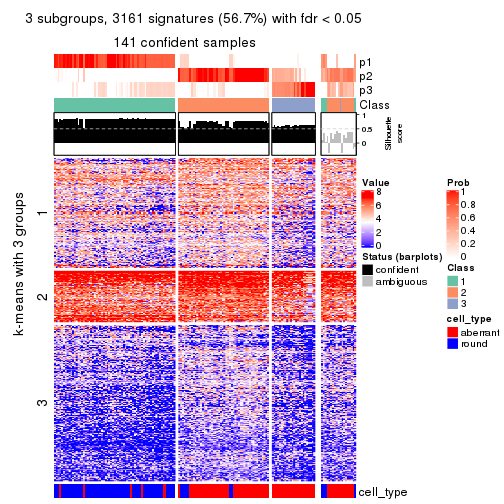 3 subgroups, 3161 signatures (56.7%) with fdr < 0.05
141 confident samples
p1
p2
p3
Class
1
0.5
0
Silhouette
score
k-means with 3 groups
1
2
3
cell_type
Value
8
6
4
2
0
Status (barplots)
confident
ambiguous
Prob
1
0.8
0.6
0.4
0.2
0
Class
1
2
3
cell_type
aberrant
round